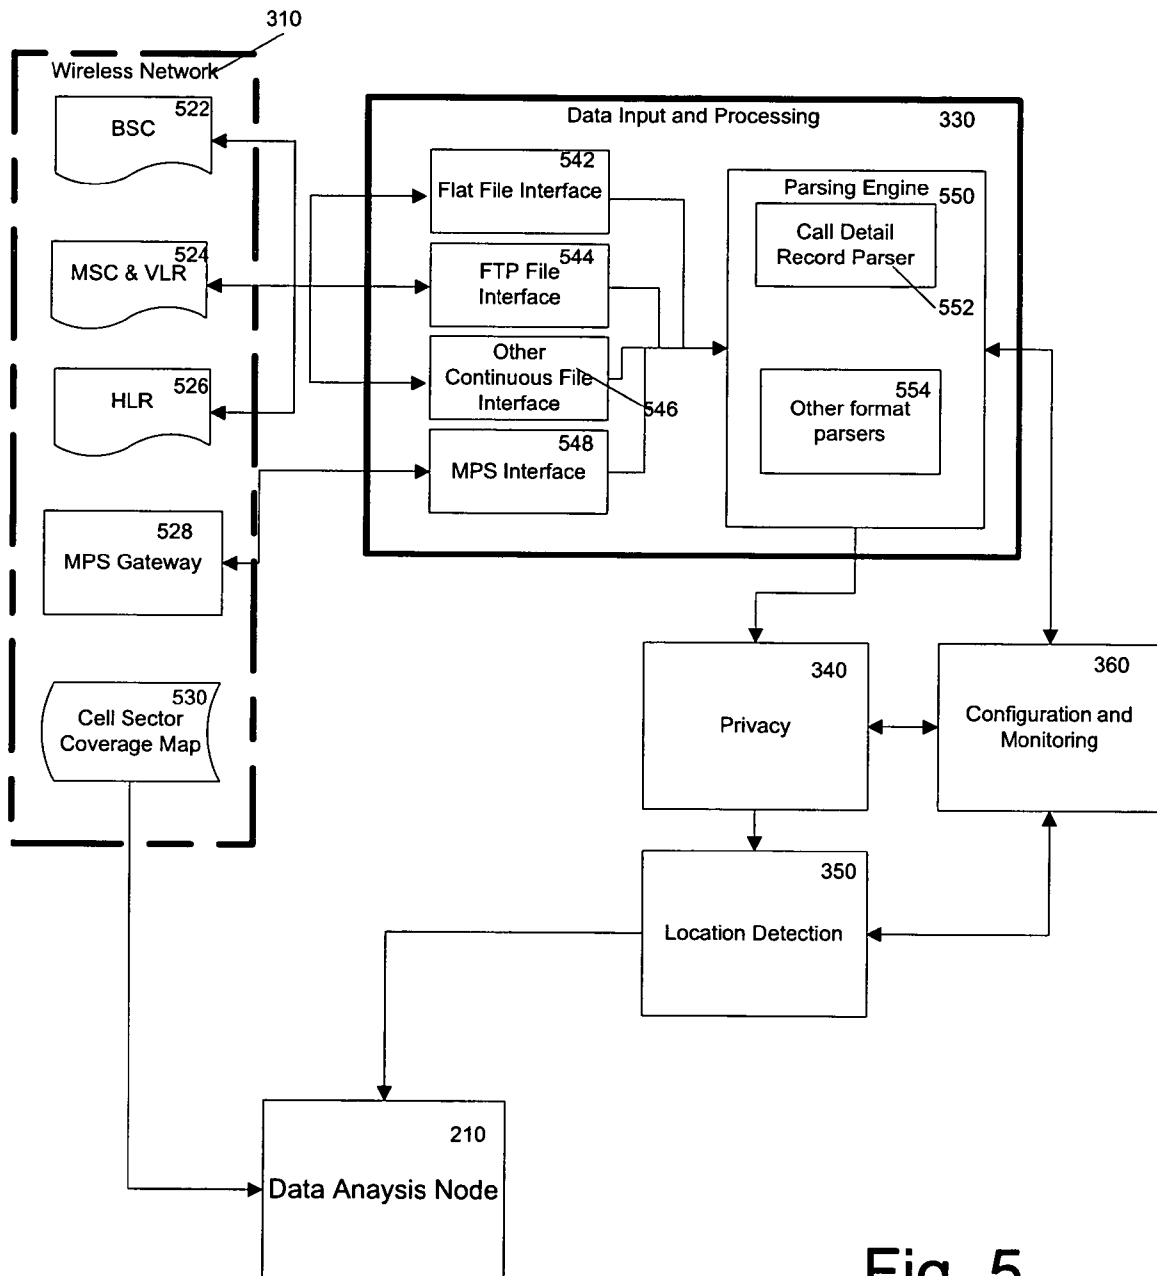 310
Wireless Network
522
BSC
524
MSC & VLR
526
HLR
528
MPS Gateway
530
Cell Sector
Coverage Map
Data Input and Processing
330
542
Flat File Interface
544
FTP File
Interface
Other
Continuous File
Interface
546
548
MPS Interface
Parsing Engine
550
Call Detail
Record Parser
552
554
Other format
parsers
340
Privacy
360
Configuration and
Monitoring
350
Location Detection
210
Data Anaysis Node
Fig. 5